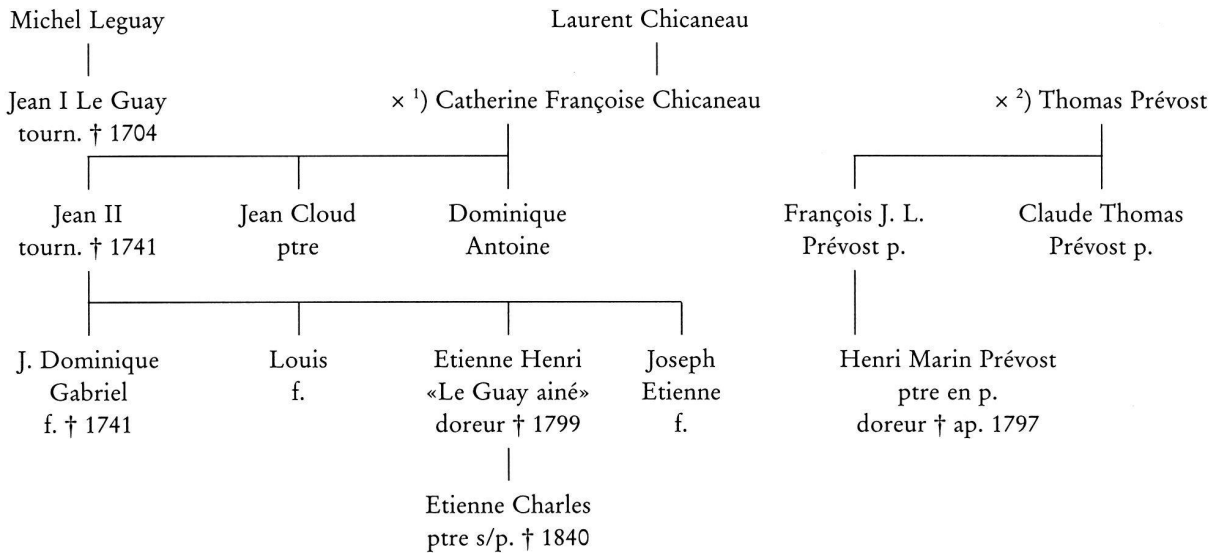 Michel Leguay
Laurent Chicaneau
Jean I Le Guay
tourn. † 1704
× ¹) Catherine Françoise Chicaneau
× ²) Thomas Prévost
Jean II
tourn. † 1741
Jean Cloud
ptre
Dominique
Antoine
François J. L.
Prévost p.
Claude Thomas
Prévost p.
J. Dominique
Gabriel
f. † 1741
Louis
f.
Etienne Henri
«Le Guay ainé»
doreur † 1799
Joseph
Etienne
f.
Henri Marin Prévost
ptre en p.
doreur † ap. 1797
Etienne Charles
ptre s/p. † 1840